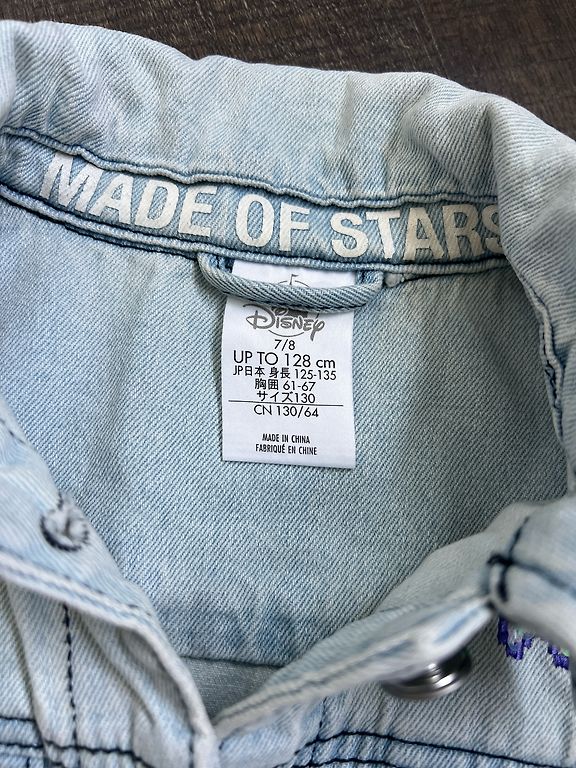 MADE OF STARS
Disney
7/8
UP TO 128 cm
JP日本 身長 125-135
胸囲 61-67
サイズ130
CN 130/64
MADE IN CHINA
FABRIQUÉ EN CHINE